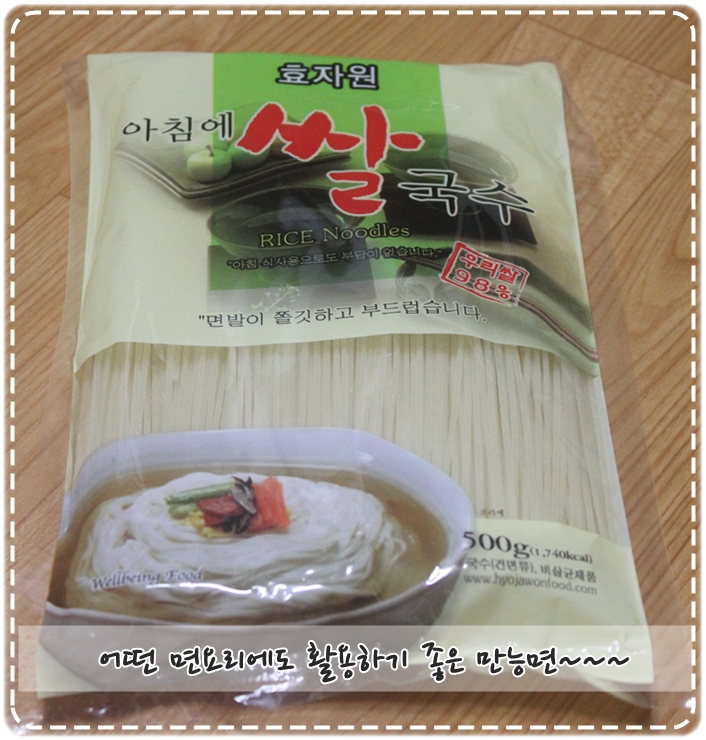 효자원
아침에 쌀국수
RICE Noodles
"아침 식사용으로도 부담이 없습니다."
우리쌀
98%
"면발이 쫄깃하고 부드럽습니다.
조리예
500g(1,740kcal)
국수(건면류), 비살균제품
www.hyojawonfood.com
Wellbeing Food
어떤 면요리에도 활용하기 좋은 만능면~~~